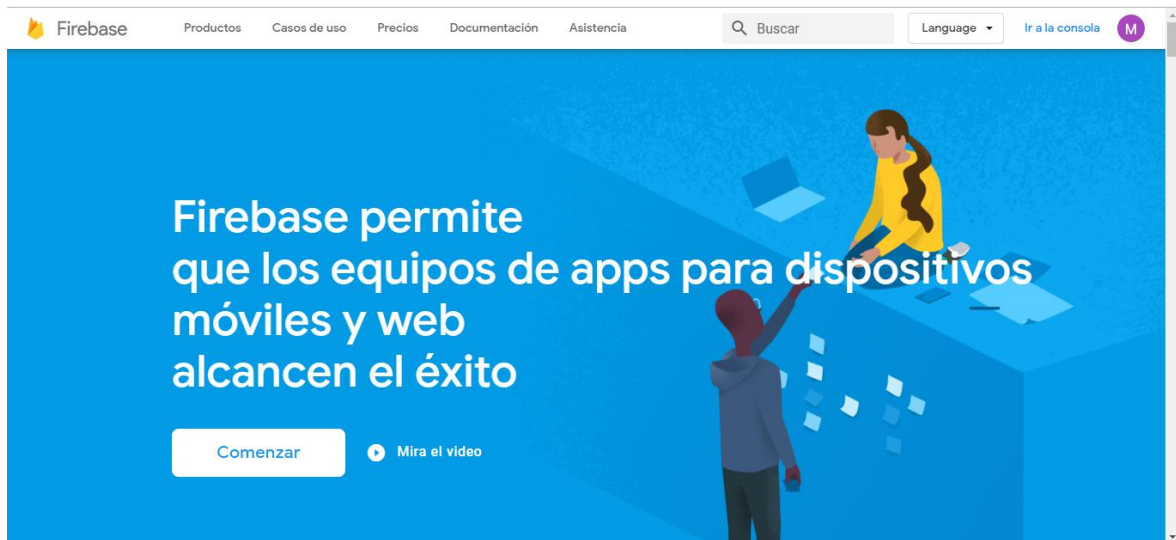 Firebase Productos Casos de uso Precios Documentación Asistencia Buscar Language Ir a la consola M
Firebase permite
que los equipos de apps para dispositivos
móviles y web
alcancen el éxito
Comenzar Mira el video